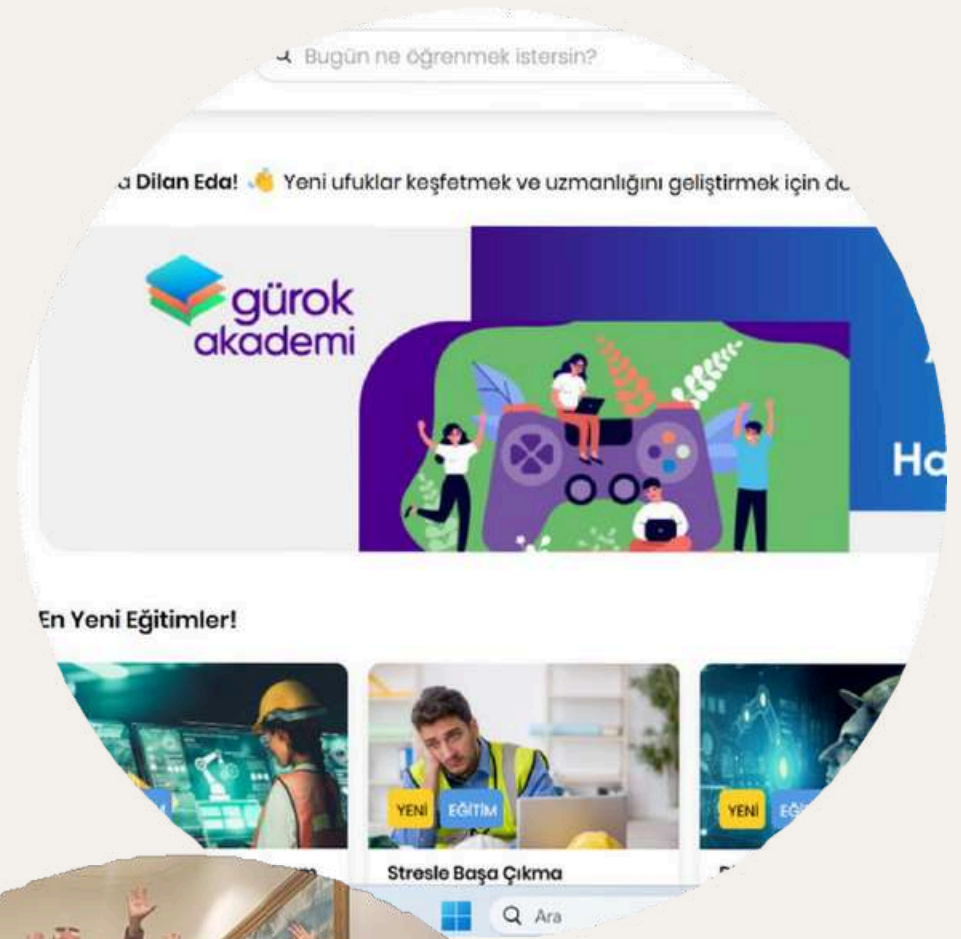 Bugün ne öğrenmek istersin?
Dilan Eda! Yeni ufuklar keşfetmek ve uzmanlığını geliştirmek için
gürok
akademi
En Yeni Eğitimler!
YENİ EĞİTİM YENİ
Stresle Başa Çıkma
Ara